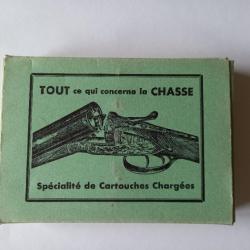 TOUT ce qui concerne la CHASSE
Spécialité de Cartouches Chargées